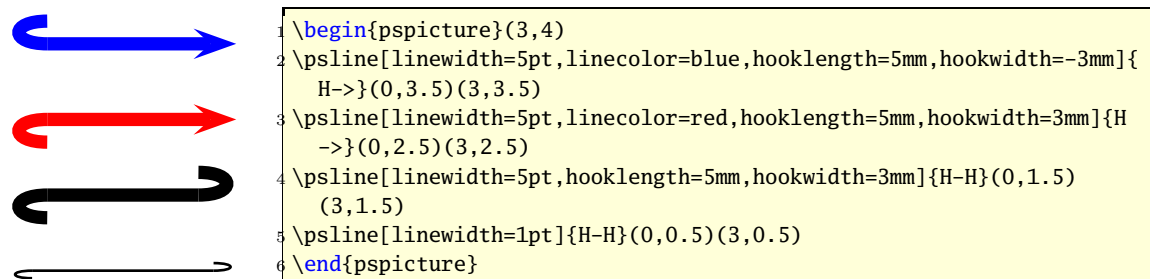 1 \begin{pspicture}(3,4)
2 \psline[linewidth=5pt,linecolor=blue,hooklength=5mm,hookwidth=-3mm]{
H->}(0,3.5)(3,3.5)
3 \psline[linewidth=5pt,linecolor=red,hooklength=5mm,hookwidth=3mm]{H
->}(0,2.5)(3,2.5)
4 \psline[linewidth=5pt,hooklength=5mm,hookwidth=3mm]{H-H}(0,1.5)
(3,1.5)
5 \psline[linewidth=1pt]{H-H}(0,0.5)(3,0.5)
6 \end{pspicture}